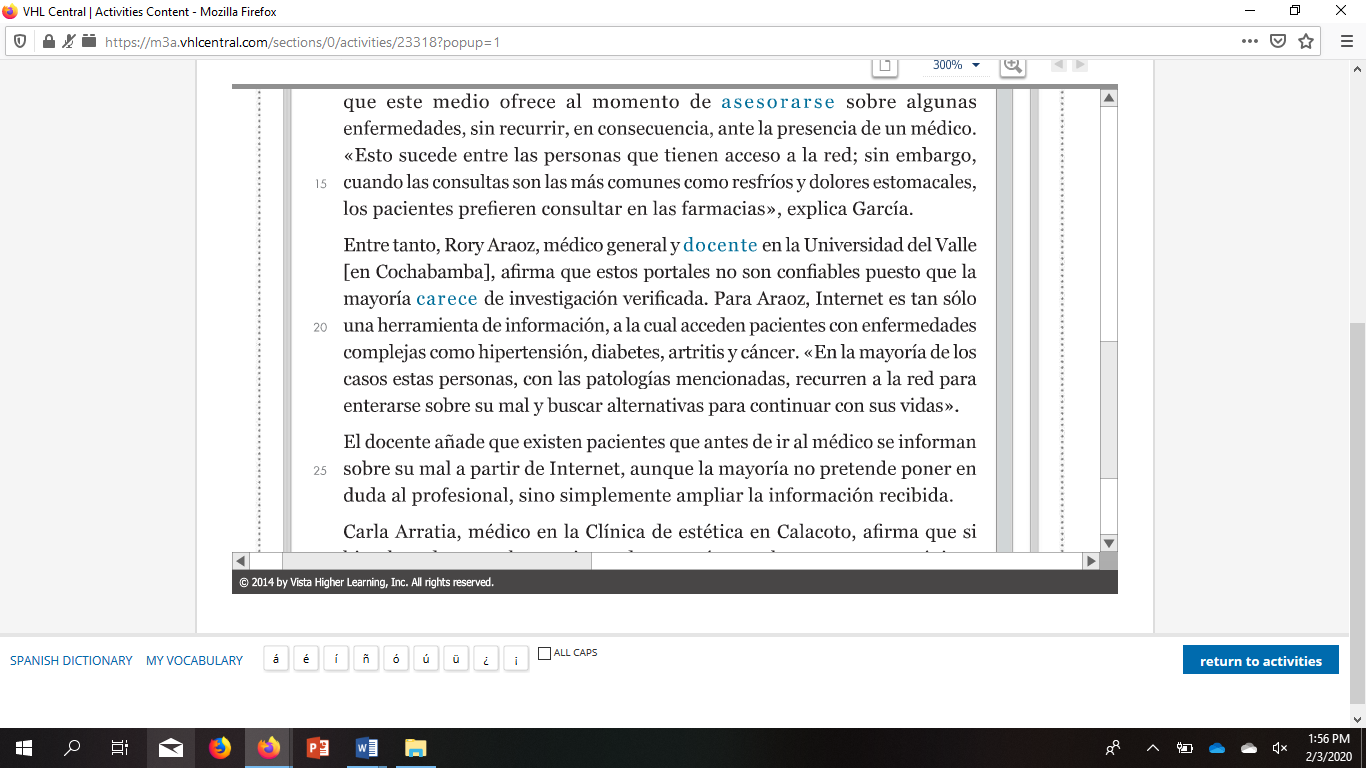 VHL Central | Activities Content - Mozilla Firefox
https://m3a.vhlcentral.com/sections/0/activities/23318?popup=1
300%
que este medio ofrece al momento de asesorarse sobre algunas
enfermedades, sin recurrir, en consecuencia, ante la presencia de un médico.
«Esto sucede entre las personas que tienen acceso a la red; sin embargo,
15 cuando las consultas son las más comunes como resfríos y dolores estomacales,
los pacientes prefieren consultar en las farmacias», explica García.
Entre tanto, Rory Araoz, médico general y docente en la Universidad del Valle
[en Cochabamba], afirma que estos portales no son confiables puesto que la
mayoría carece de investigación verificada. Para Araoz, Internet es tan sólo
20 una herramienta de información, a la cual acceden pacientes con enfermedades
complejas como hipertensión, diabetes, artritis y cáncer. «En la mayoría de los
casos estas personas, con las patologías mencionadas, recurren a la red para
enterarse sobre su mal y buscar alternativas para continuar con sus vidas».
El docente añade que existen pacientes que antes de ir al médico se informan
25 sobre su mal a partir de Internet, aunque la mayoría no pretende poner en
duda al profesional, sino simplemente ampliar la información recibida.
Carla Arratia, médico en la Clínica de estética en Calacoto, afirma que si
© 2014 by Vista Higher Learning, Inc. All rights reserved.
SPANISH DICTIONARY MY VOCABULARY á é í ñ ó ú ü ¿ ¡ ALL CAPS
return to activities
1:56 PM
2/3/2020